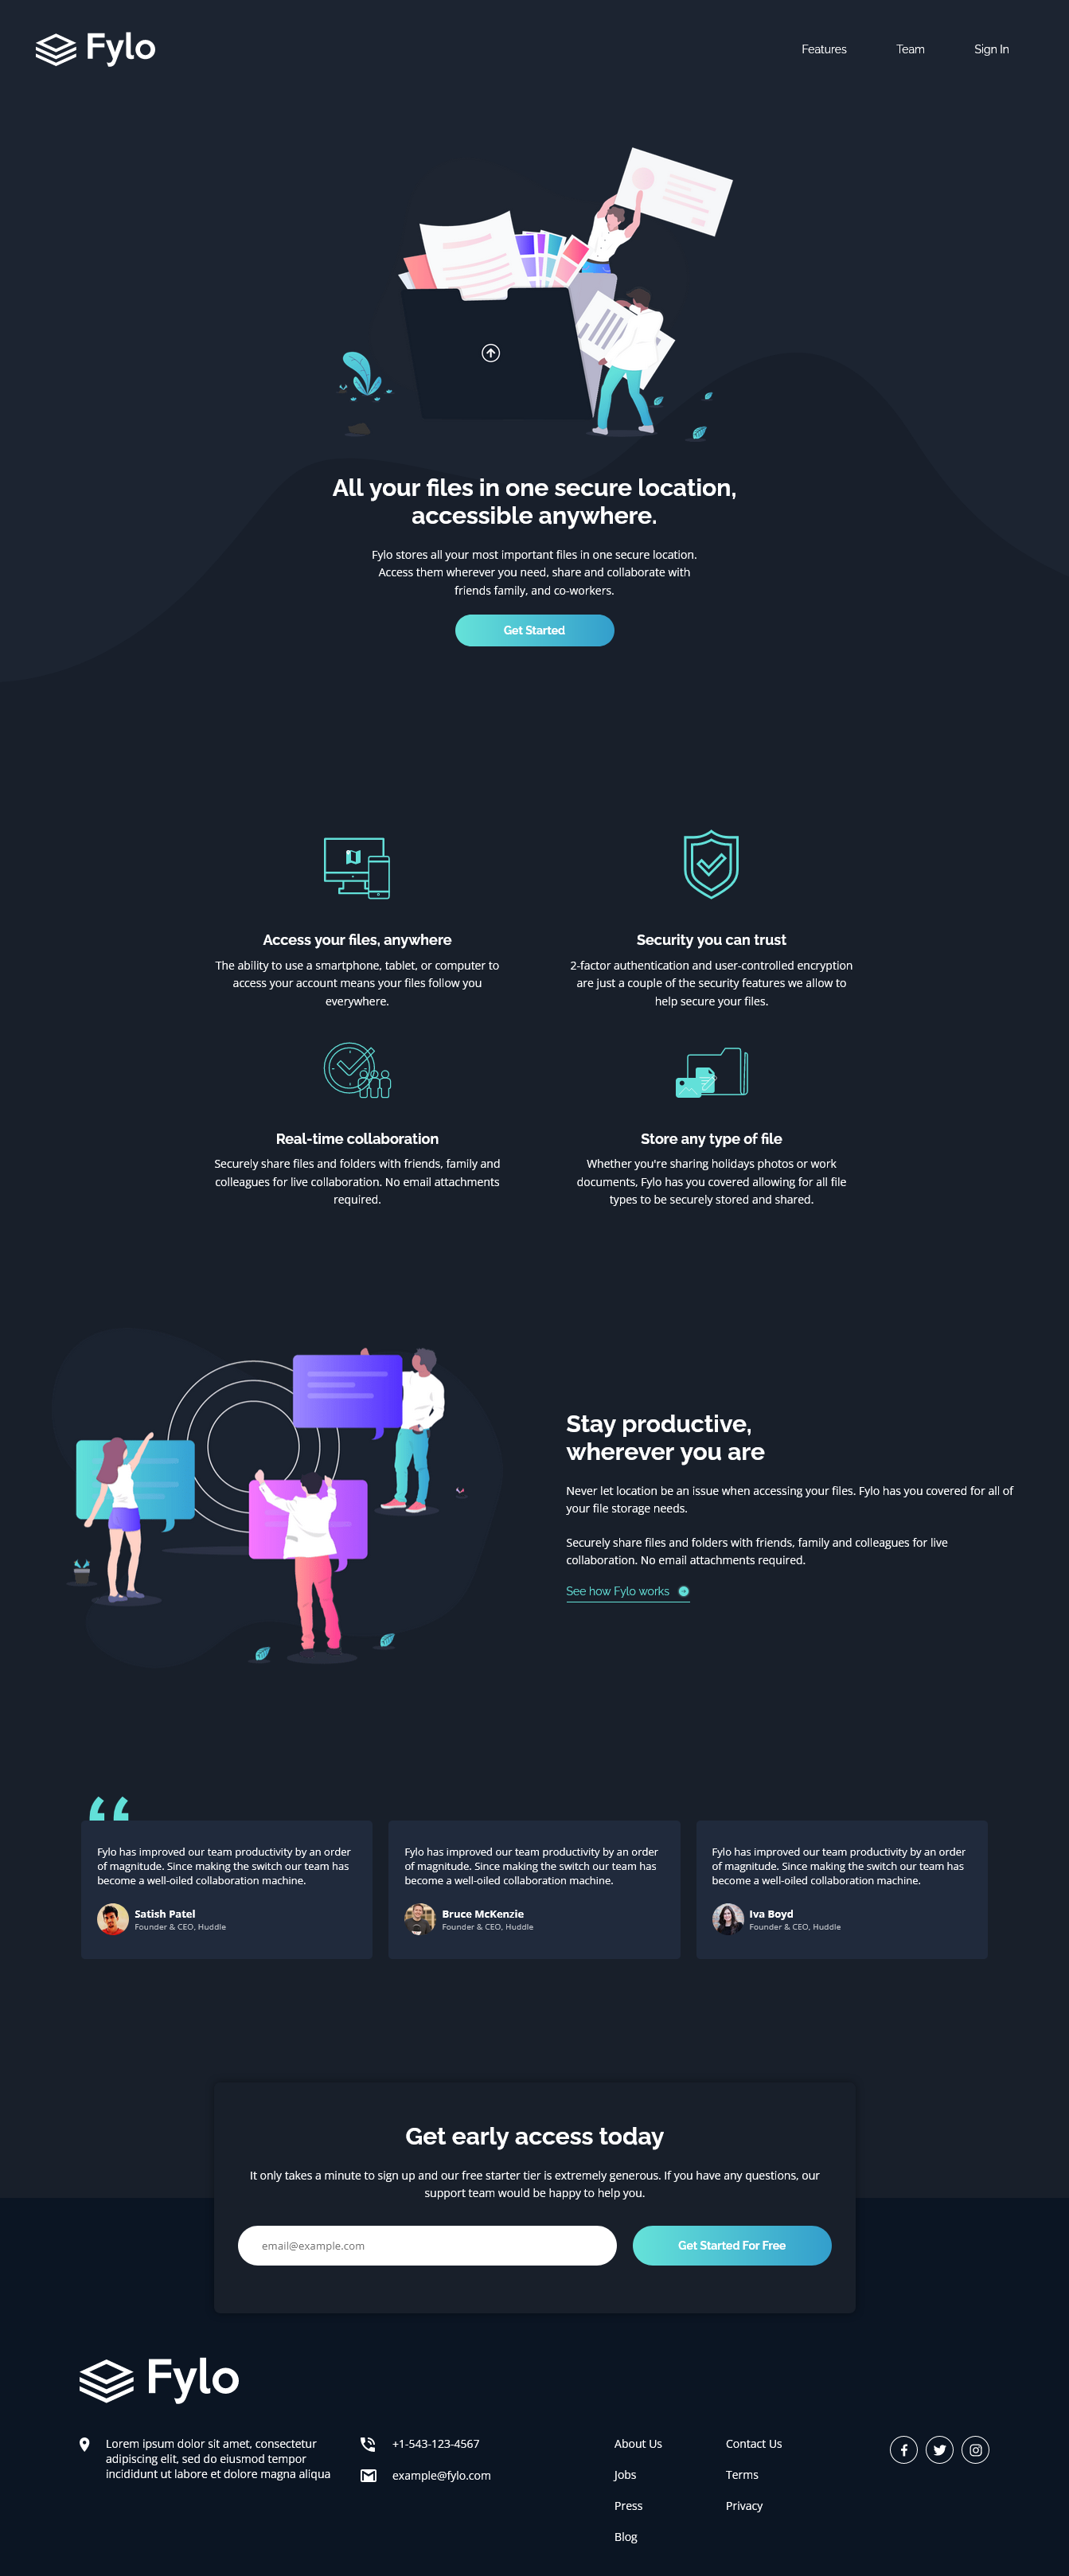 Fylo
Features
Team
Sign In
All your files in one secure location,
accessible anywhere.
Fylo stores all your most important files in one secure location.
Access them wherever you need, share and collaborate with
friends family, and co-workers.
Get Started
Access your files, anywhere
The ability to use a smartphone, tablet, or computer to
access your account means your files follow you
everywhere.
Security you can trust
2-factor authentication and user-controlled encryption
are just a couple of the security features we allow to
help secure your files.
Real-time collaboration
Securely share files and folders with friends, family and
colleagues for live collaboration. No email attachments
required.
Store any type of file
Whether you're sharing holidays photos or work
documents, Fylo has you covered allowing for all file
types to be securely stored and shared.
Stay productive,
wherever you are
Never let location be an issue when accessing your files. Fylo has you covered for all of
your file storage needs.
Securely share files and folders with friends, family and colleagues for live
collaboration. No email attachments required.
See how Fylo works
Fylo has improved our team productivity by an order
of magnitude. Since making the switch our team has
become a well-oiled collaboration machine.
Satish Patel
Founder & CEO, Huddle
Fylo has improved our team productivity by an order
of magnitude. Since making the switch our team has
become a well-oiled collaboration machine.
Bruce McKenzie
Founder & CEO, Huddle
Fylo has improved our team productivity by an order
of magnitude. Since making the switch our team has
become a well-oiled collaboration machine.
Iva Boyd
Founder & CEO, Huddle
Get early access today
It only takes a minute to sign up and our free starter tier is extremely generous. If you have any questions, our
support team would be happy to help you.
email@example.com
Get Started For Free
Fylo
Lorem ipsum dolor sit amet, consectetur
adipiscing elit, sed do eiusmod tempor
incididunt ut labore et dolore magna aliqua
+1-543-123-4567
example@fylo.com
About Us
Jobs
Press
Blog
Contact Us
Terms
Privacy